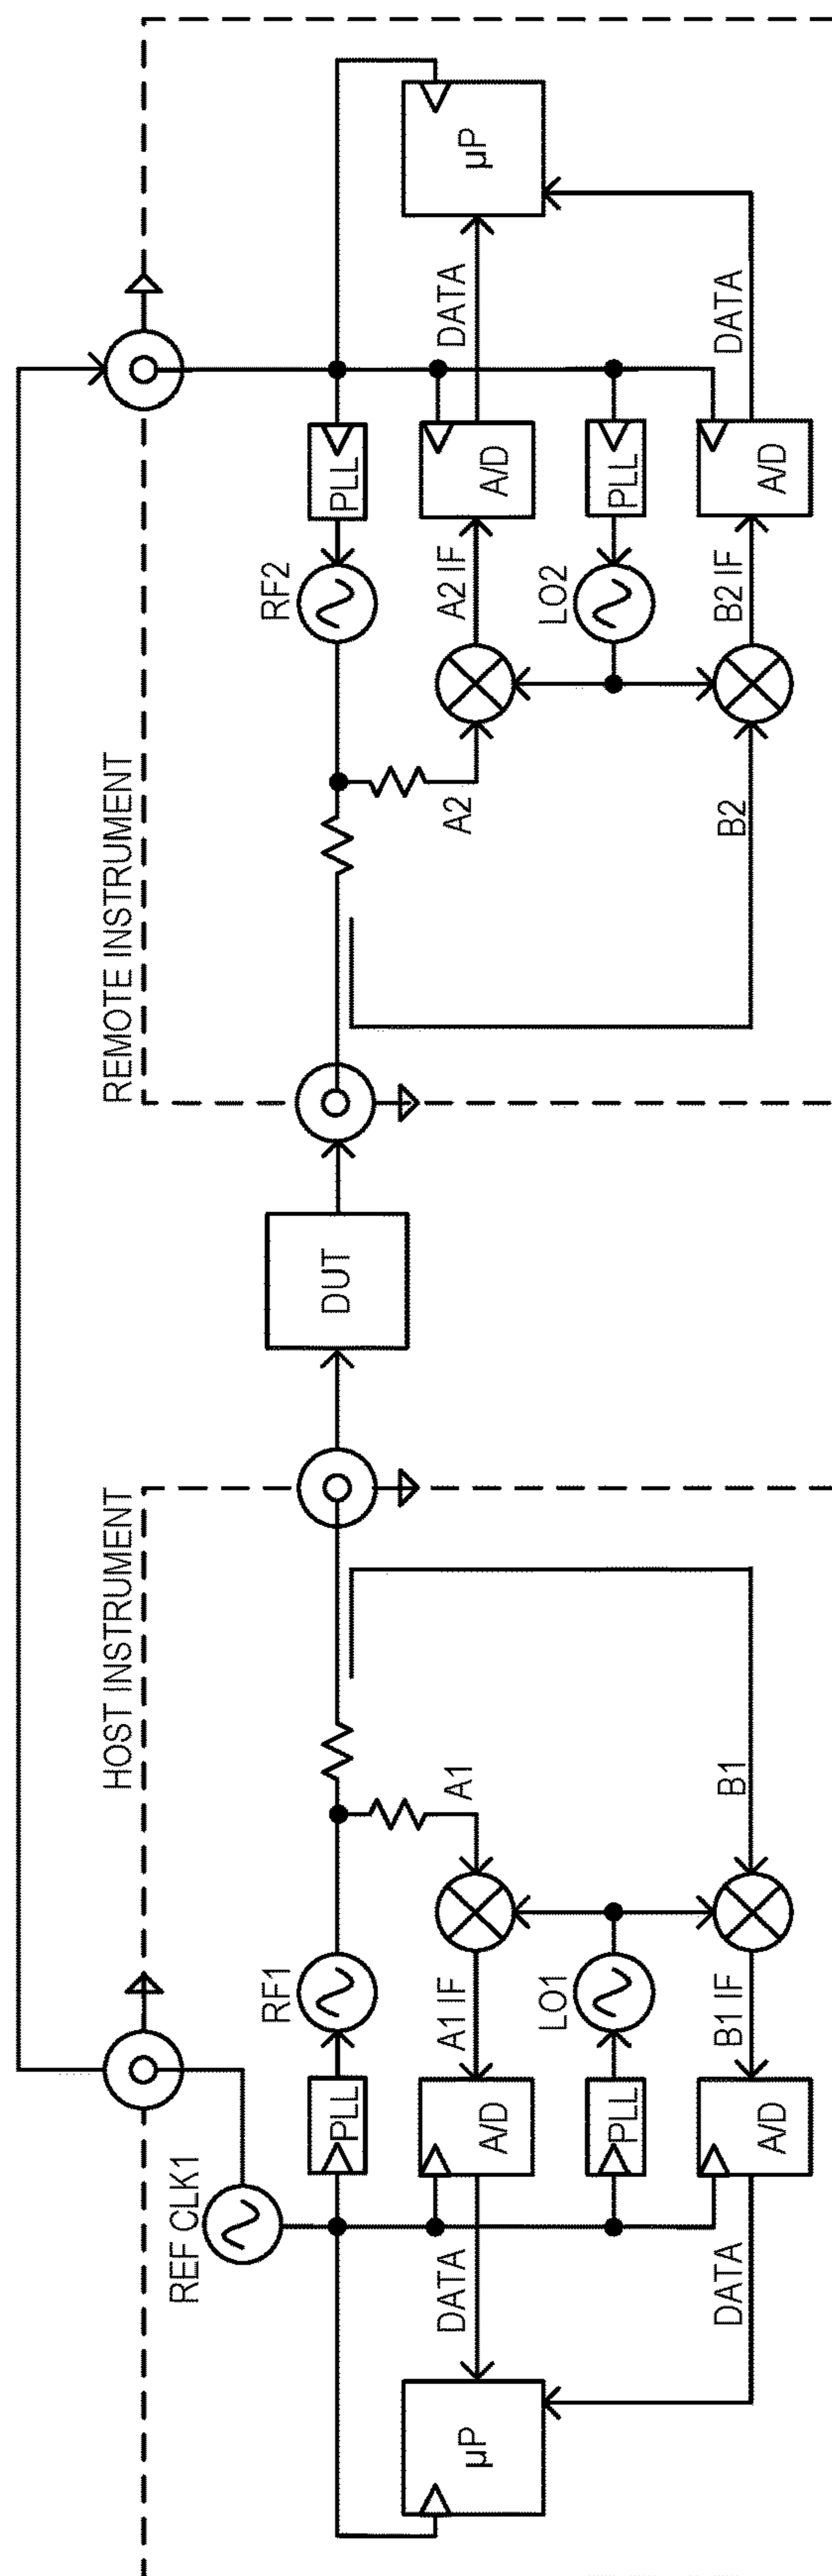 HOST INSTRUMENT
REMOTE INSTRUMENT
REF CLK1
PLL
RF1
DUT
RF2
PLL
A1
A2
µP
DATA
A/D
A1 IF
A2 IF
A/D
DATA
µP
PLL
LO1
LO2
PLL
DATA
B1 IF
B1
B2
B2 IF
DATA
A/D
A/D